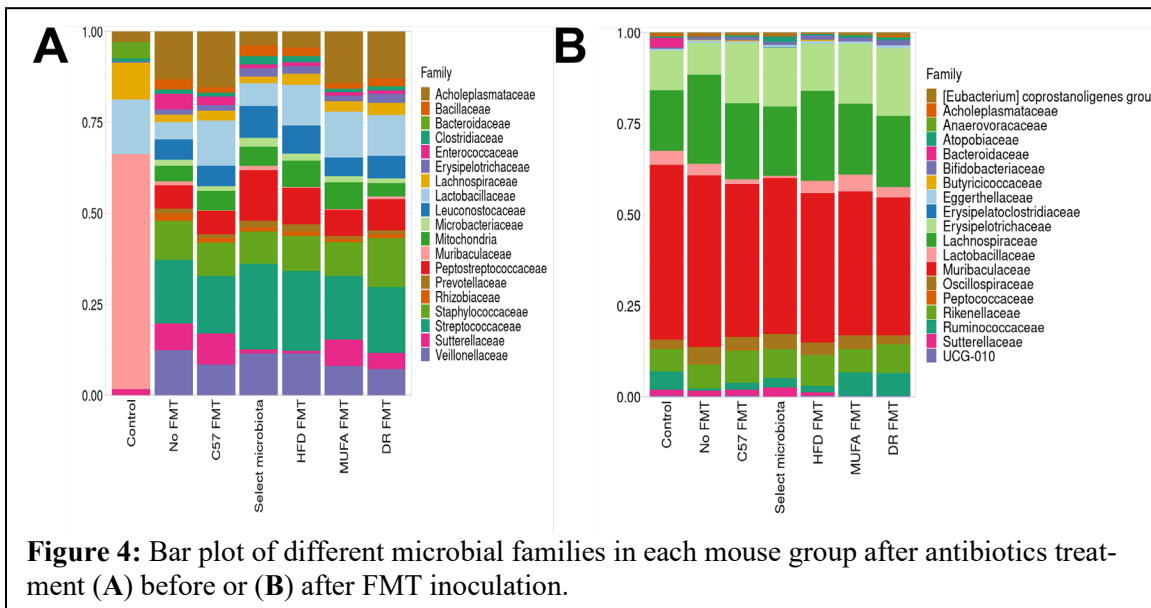 A
1.00
0.75
0.50
0.25
0.00
Control
No FMT
C57 FMT
Select microbiota
HFD FMT
MUFA FMT
DR FMT
Family
Acholeplasmataceae
Bacillaceae
Bacteroidaceae
Clostridiaceae
Enterococcaceae
Erysipelotrichaceae
Lachnospiraceae
Lactobacillaceae
Leuconostocaceae
Microbacteriaceae
Mitochondria
Muribaculaceae
Peptostreptococcaceae
Prevotellaceae
Rhizobiaceae
Staphylococcaceae
Streptococcaceae
Sutterellaceae
Veillonellaceae
B
1.00
0.75
0.50
0.25
0.00
Control
No FMT
C57 FMT
Select microbiota
HFD FMT
MUFA FMT
DR FMT
Family
[Eubacterium] coprostanoligenes grou
Acholeplasmataceae
Anaerovoracaceae
Atopobiaceae
Bacteroidaceae
Bifidobacteriaceae
Butyricicoccaceae
Eggerthellaceae
Erysipelatoclostridiaceae
Erysipelotrichaceae
Lachnospiraceae
Lactobacillaceae
Muribaculaceae
Oscillospiraceae
Peptococcaceae
Rikenellaceae
Ruminococcaceae
Sutterellaceae
UCG-010
Figure 4: Bar plot of different microbial families in each mouse group after antibiotics treat-
ment (A) before or (B) after FMT inoculation.